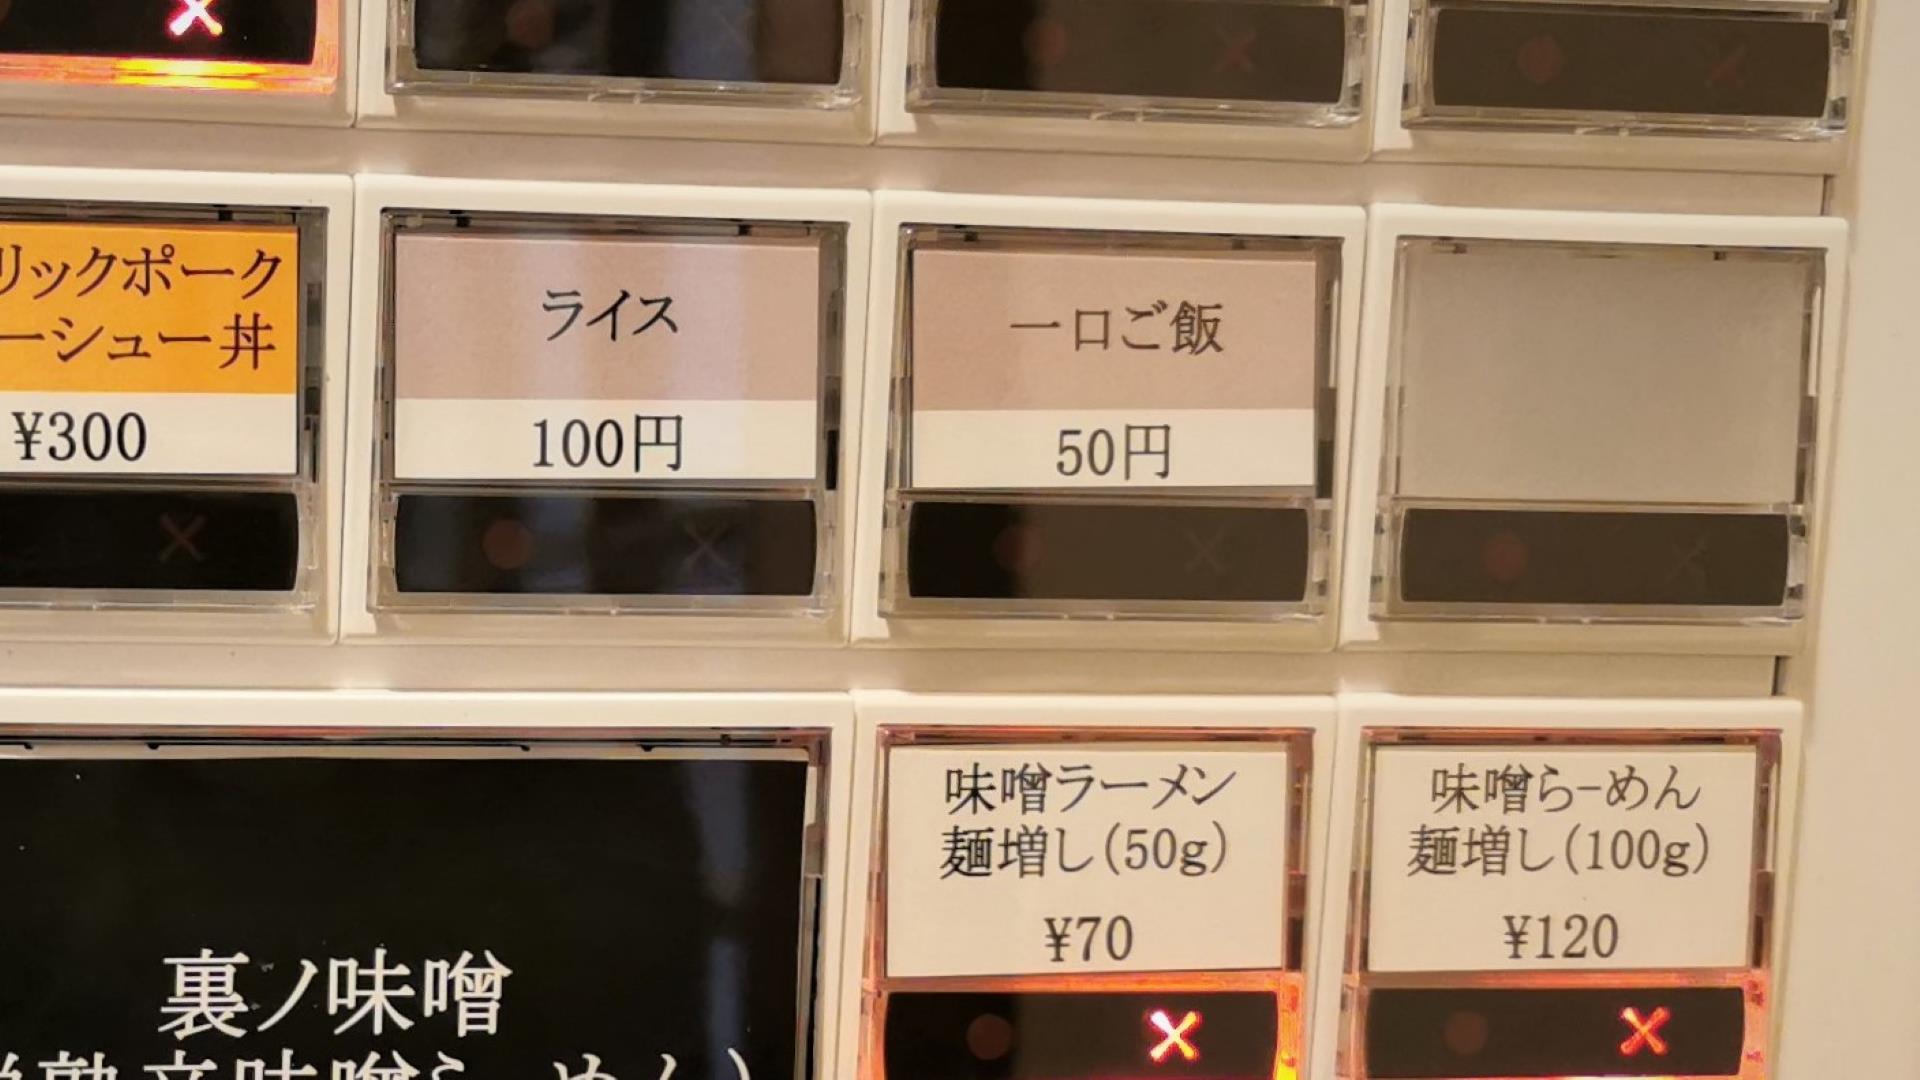 リックポーク
ーシュー丼
¥300
ライス
100円
一口ご飯
50円
味噌ラーメン
麺増し(50g)
¥70
味噌らーめん
麺増し(100g)
¥120
裏ノ味噌